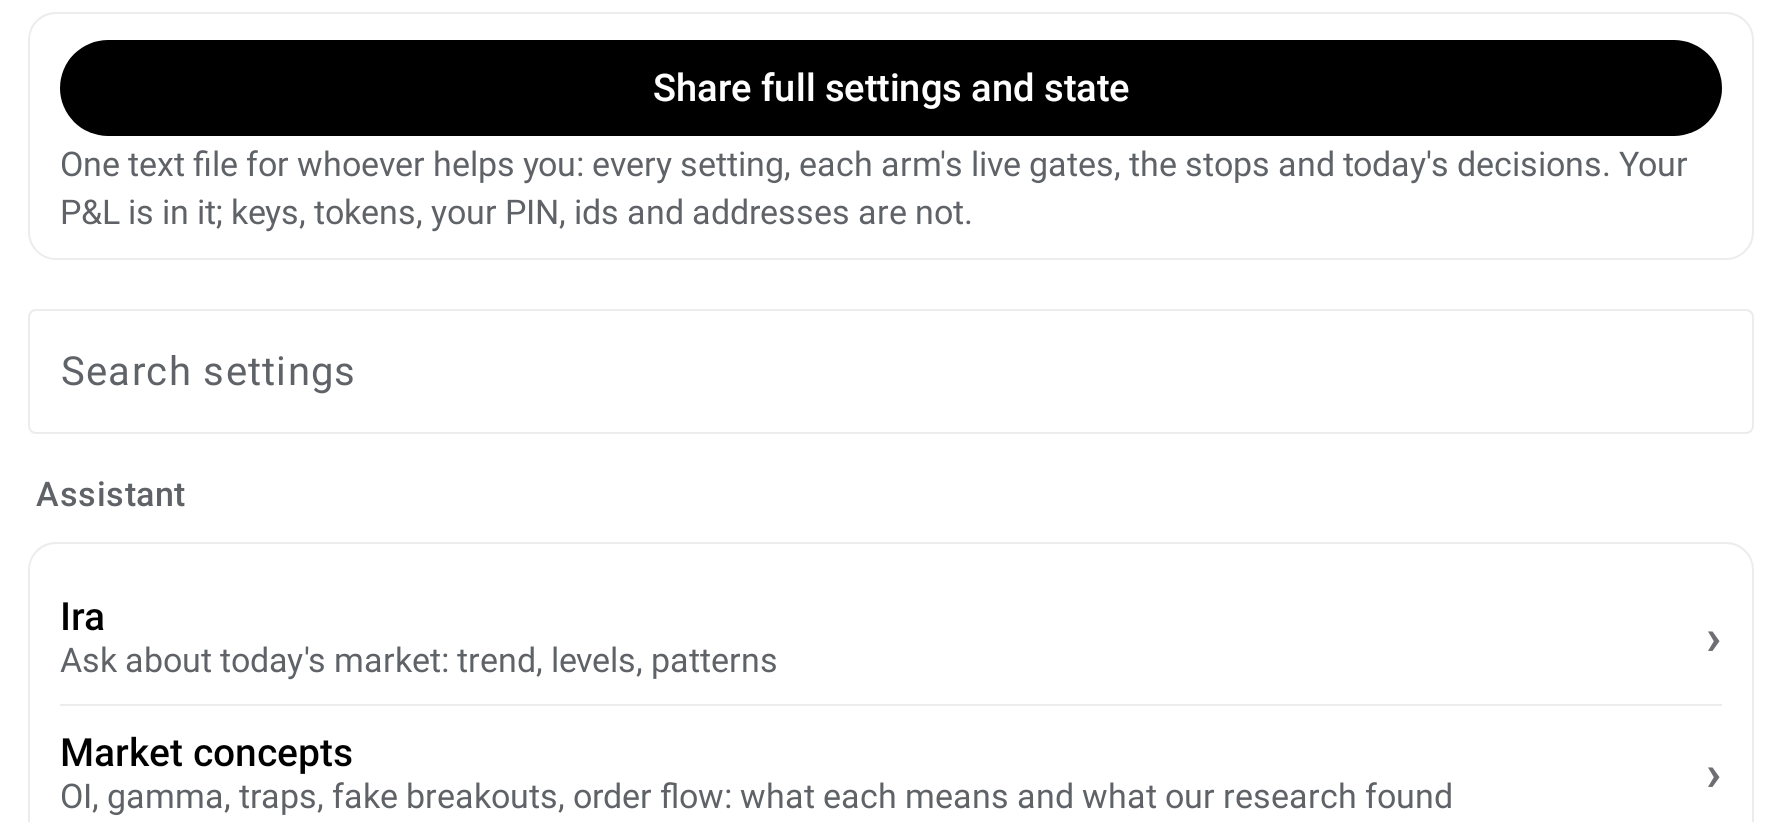 Share full settings and state
One text file for whoever helps you: every setting, each arm's live gates, the stops and today's decisions. Your
P&L is in it; keys, tokens, your PIN, ids and addresses are not.
Search settings
Assistant
Ira
Ask about today's market: trend, levels, patterns
Market concepts
OI, gamma, traps, fake breakouts, order flow: what each means and what our research found